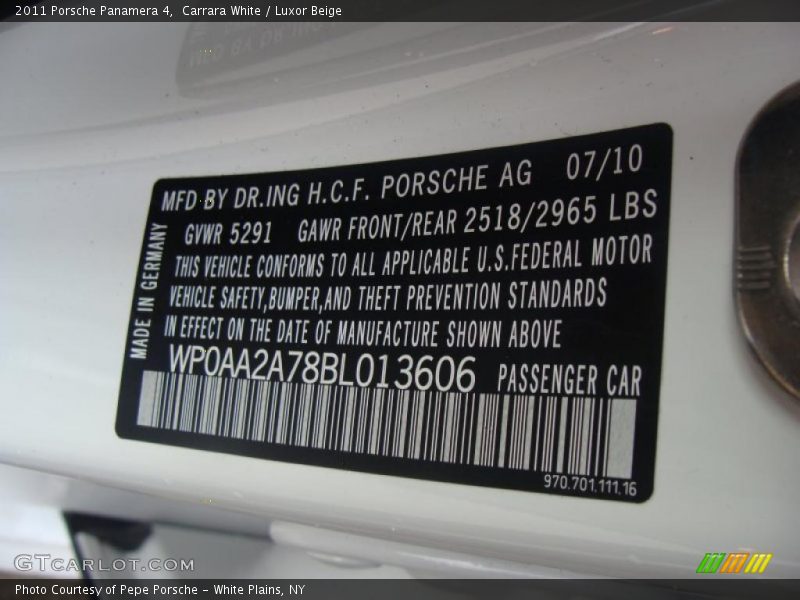 2011 Porsche Panamera 4,  Carrara White / Luxor Beige
MFD BY DR.ING H.C.F. PORSCHE AG 07/10
GVWR 5291 GAWR FRONT/REAR 2518/2965 LBS
THIS VEHICLE CONFORMS TO ALL APPLICABLE U.S.FEDERAL MOTOR
VEHICLE SAFETY,BUMPER,AND THEFT PREVENTION STANDARDS
IN EFFECT ON THE DATE OF MANUFACTURE SHOWN ABOVE
MADE IN GERMANY
WP0AA2A78BL013606 PASSENGER CAR
970.701.111.16
GTCARLOT.COM
Photo Courtesy of Pepe Porsche - White Plains, NY